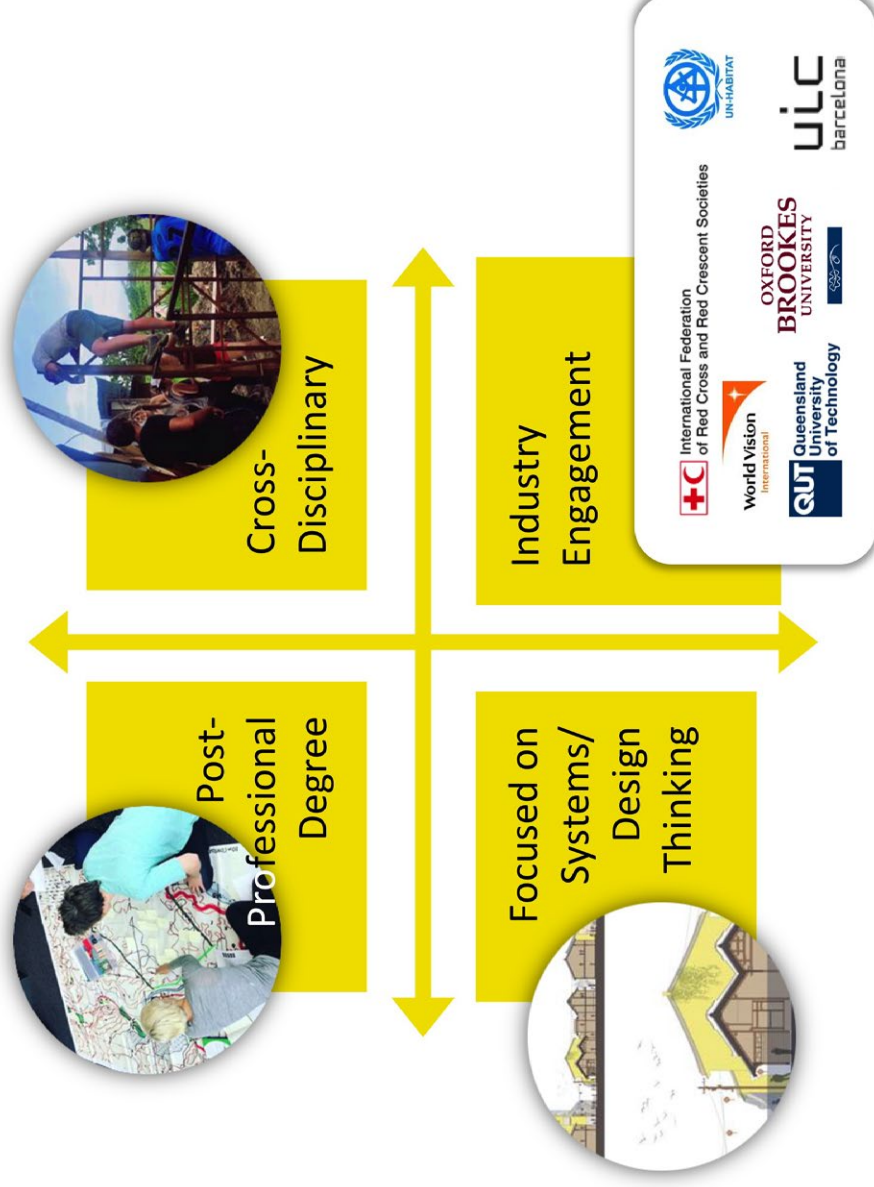 Post-
Professional
Degree
Cross-
Disciplinary
Focused on
Systems/
Design
Thinking
Industry
Engagement
International Federation
of Red Cross and Red Crescent Societies
UN-HABITAT
World Vision
International
OXFORD
BROOKES
UNIVERSITY
QUT
Queensland
University
of Technology
uic
barcelona